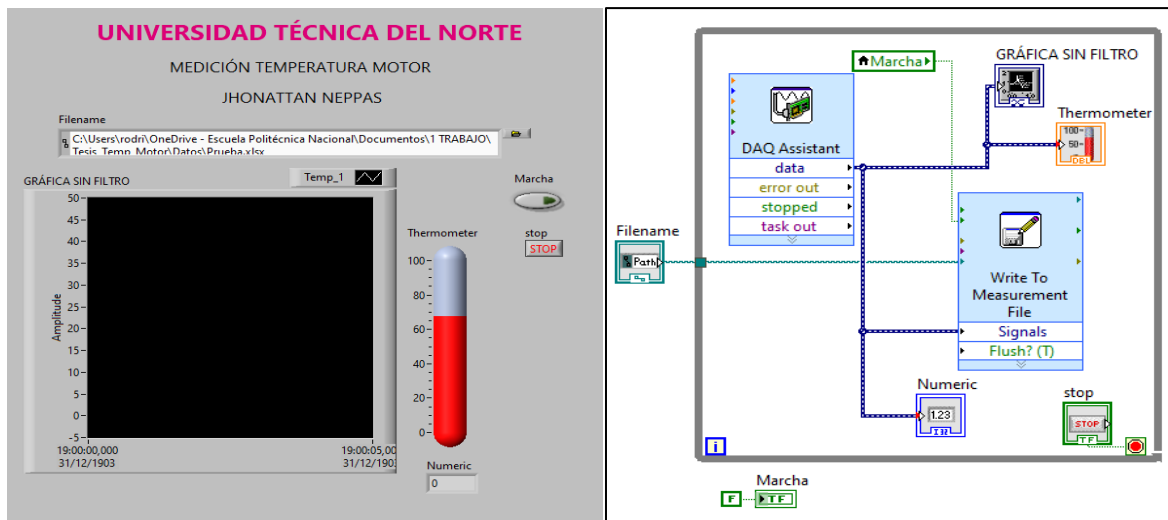 UNIVERSIDAD TÉCNICA DEL NORTE
MEDICIÓN TEMPERATURA MOTOR
JHONATTAN NEPPAS
Filename
C:\Users\rodri\OneDrive - Escuela Politécnica Nacional\Documentos\1 TRABAJO\
Tesis_Temp_Motor\Datos\Prueba.xlsx
GRÁFICA SIN FILTRO
Temp_1
Marcha
50
45
40
35
30
25
20
15
10
5
0
-5
Amplitude
19:00:00,000
31/12/1903
19:00:05,00
31/12/190
Thermometer
100
80
60
40
20
0
stop
STOP
Numeric
0
Marcha
GRÁFICA SIN FILTRO
Thermometer
100
50
DBL
DAQ Assistant
data
error out
stopped
task out
Filename
Path
Write To
Measurement
File
Signals
Flush? (T)
Numeric
1.23
stop
STOP
TF
i
Marcha
F
TF